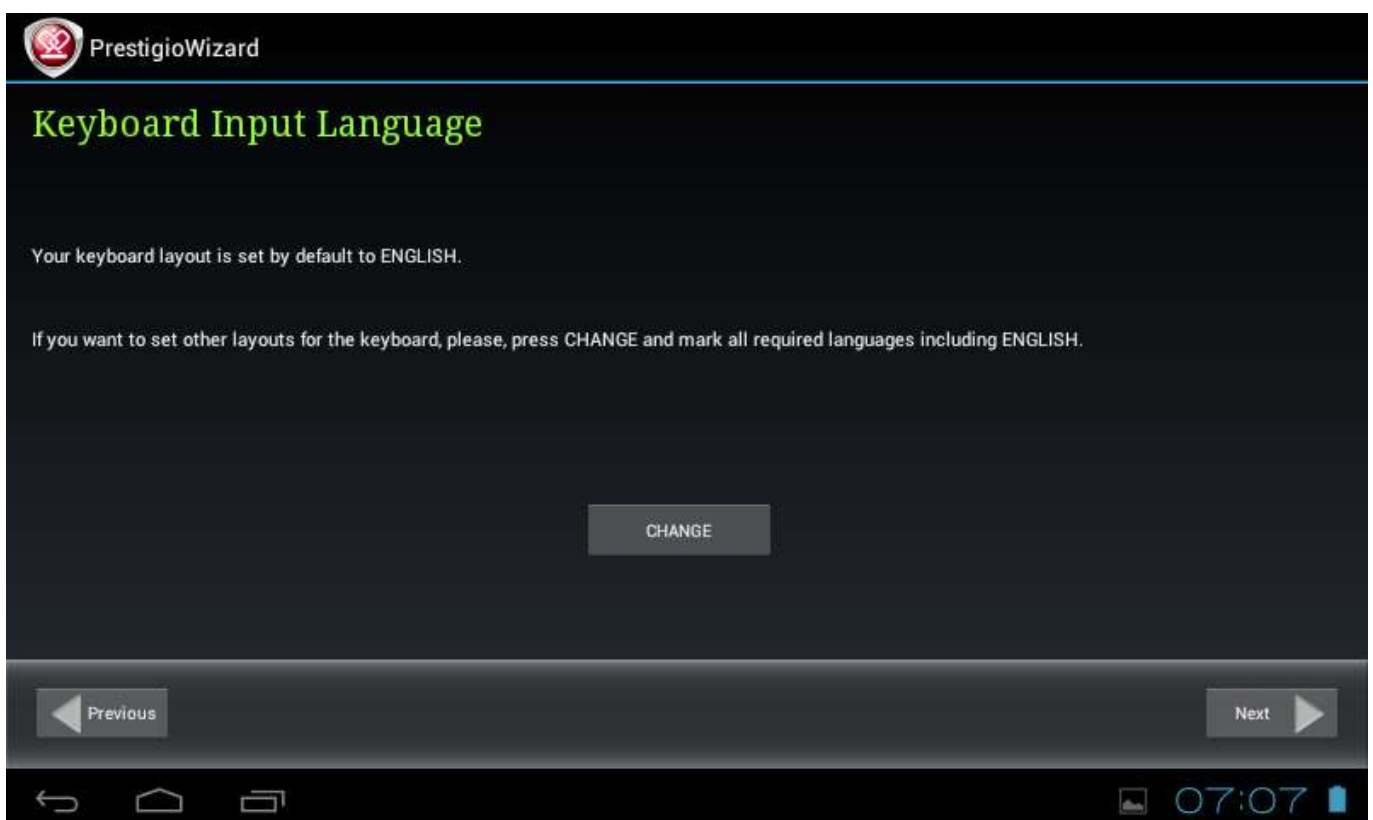 PrestigioWizard
Keyboard Input Language
Your keyboard layout is set by default to ENGLISH.
If you want to set other layouts for the keyboard, please, press CHANGE and mark all required languages including ENGLISH.
CHANGE
Previous
Next
07:07